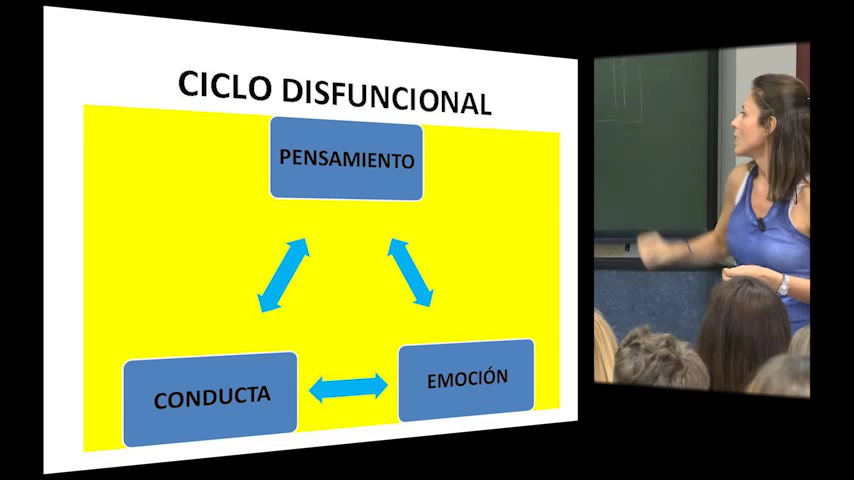 CICLO DISFUNCIONAL
PENSAMIENTO
CONDUCTA
EMOCIÓN